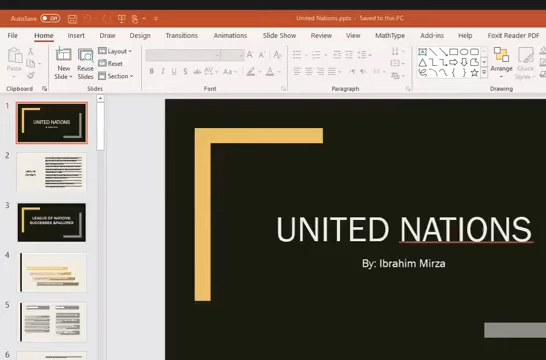 AutoSave Off United Nations.pptx - Saved to this PC
File Home Insert Draw Design Transitions Animations Slide Show Review View MathType Add-ins Help Foxit Reader PDF
Paste New Slide Reuse Slides Layout Reset Section Arrange Quick Styles
Clipboard Slides Font Paragraph Drawing
1
UNITED NATIONS
2
3
LEAGUE OF NATIONS:
SUCCESSES & FAILURES
4
5
6
UNITED NATIONS
By: Ibrahim Mirza